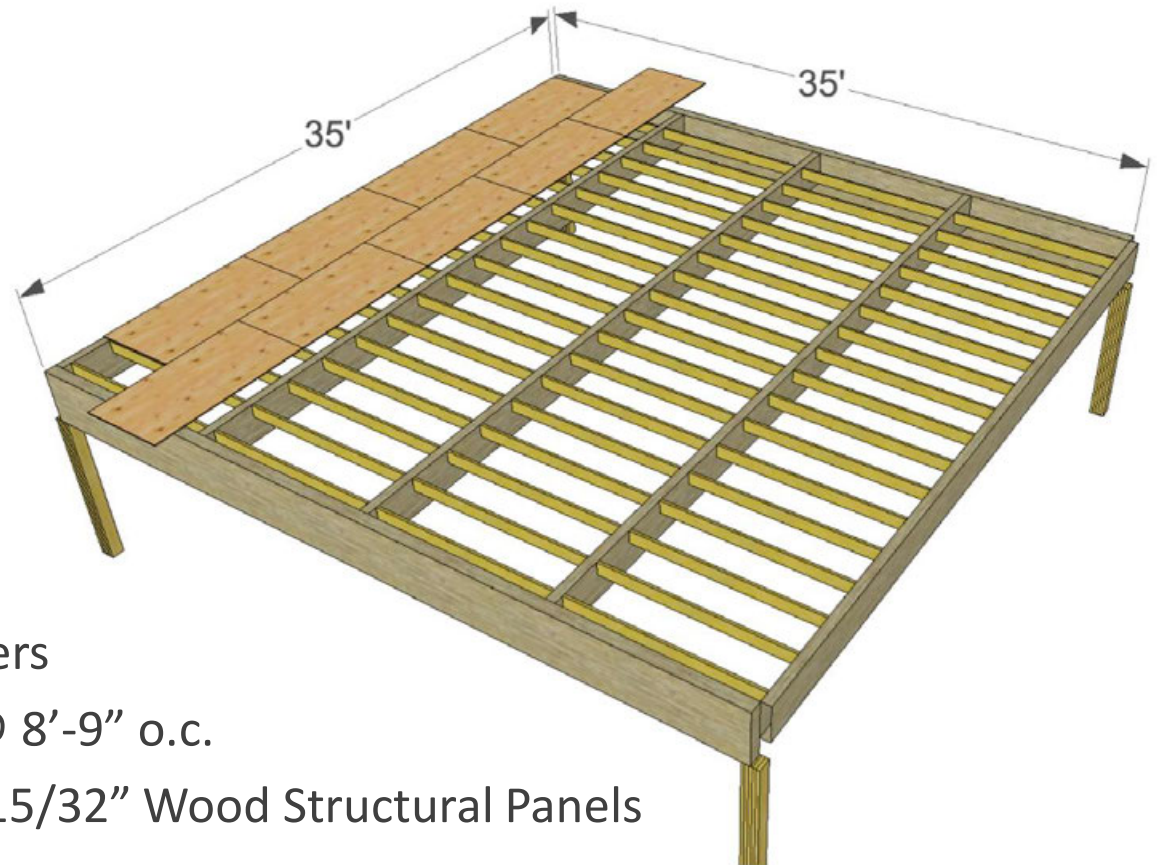 35'
35'
ers
8’-9” o.c.
15/32” Wood Structural Panels